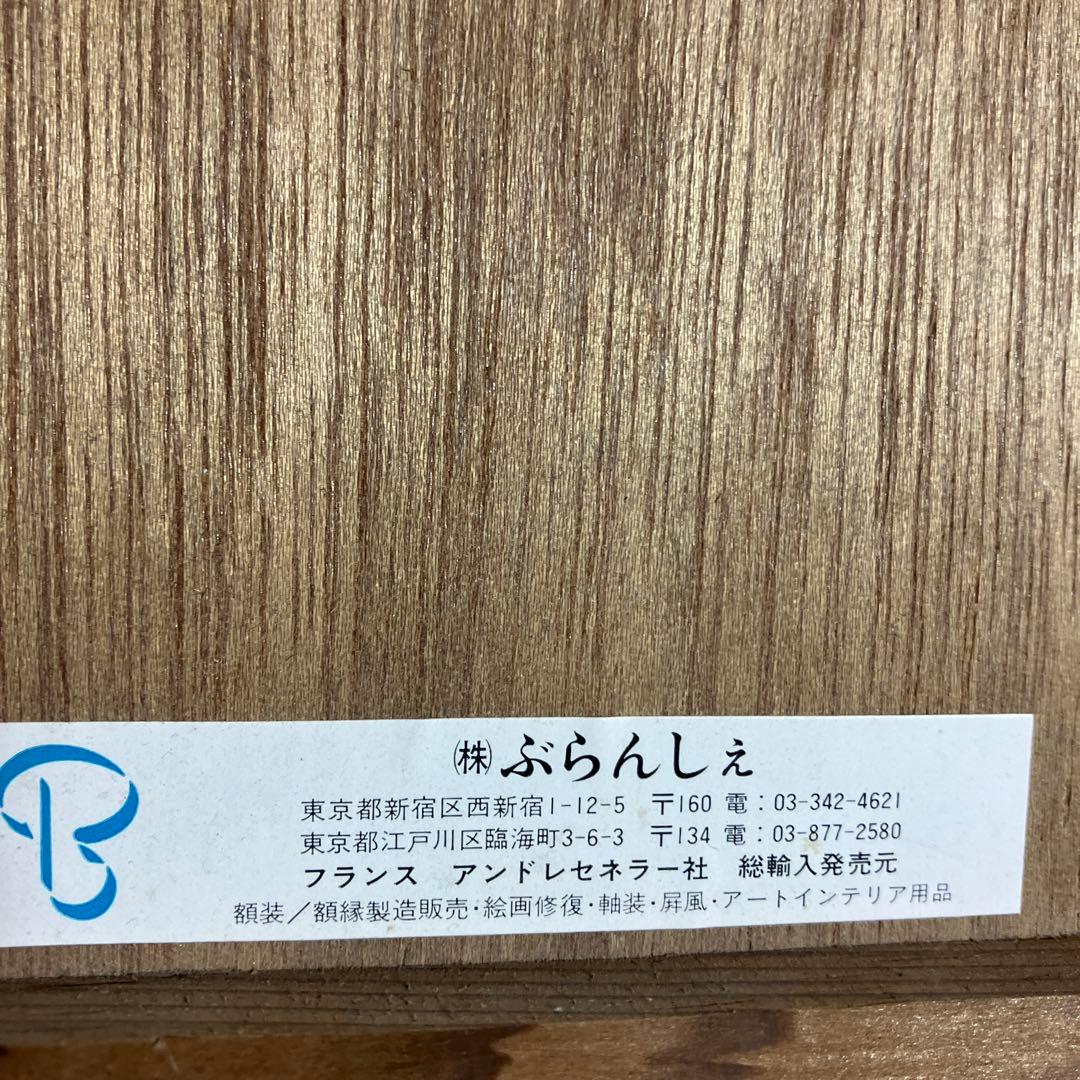 ㈱ぶらんしぇ
東京都新宿区西新宿1-12-5 〒160 電：03-342-4621
東京都江戸川区臨海町3-6-3 〒134 電：03-877-2580
フランス アンドレセネラー社 総輸入発売元
額装／額縁製造販売・絵画修復・軸装・屏風・アートインテリア用品